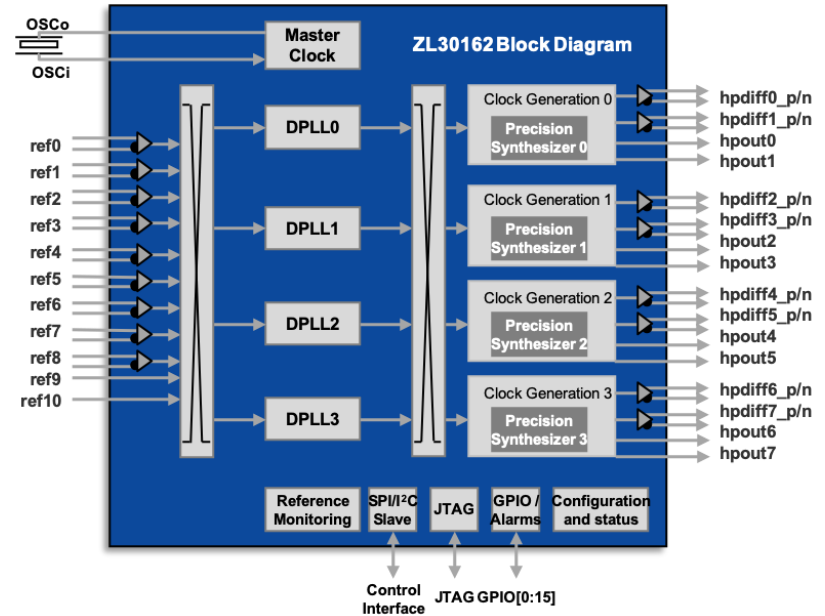 OSCo
OSCi
Master
Clock
ZL30162 Block Diagram
ref0
ref1
ref2
ref3
ref4
ref5
ref6
ref7
ref8
ref9
ref10
DPLL0
DPLL1
DPLL2
DPLL3
Clock Generation 0
Precision
Synthesizer 0
hpdiff0_p/n
hpdiff1_p/n
hpout0
hpout1
Clock Generation 1
Precision
Synthesizer 1
hpdiff2_p/n
hpdiff3_p/n
hpout2
hpout3
Clock Generation 2
Precision
Synthesizer 2
hpdiff4_p/n
hpdiff5_p/n
hpout4
hpout5
Clock Generation 3
Precision
Synthesizer 3
hpdiff6_p/n
hpdiff7_p/n
hpout6
hpout7
Reference
Monitoring
SPI/I²C
Slave
JTAG
GPIO /
Alarms
Configuration
and status
Control
Interface
JTAG GPIO[0:15]